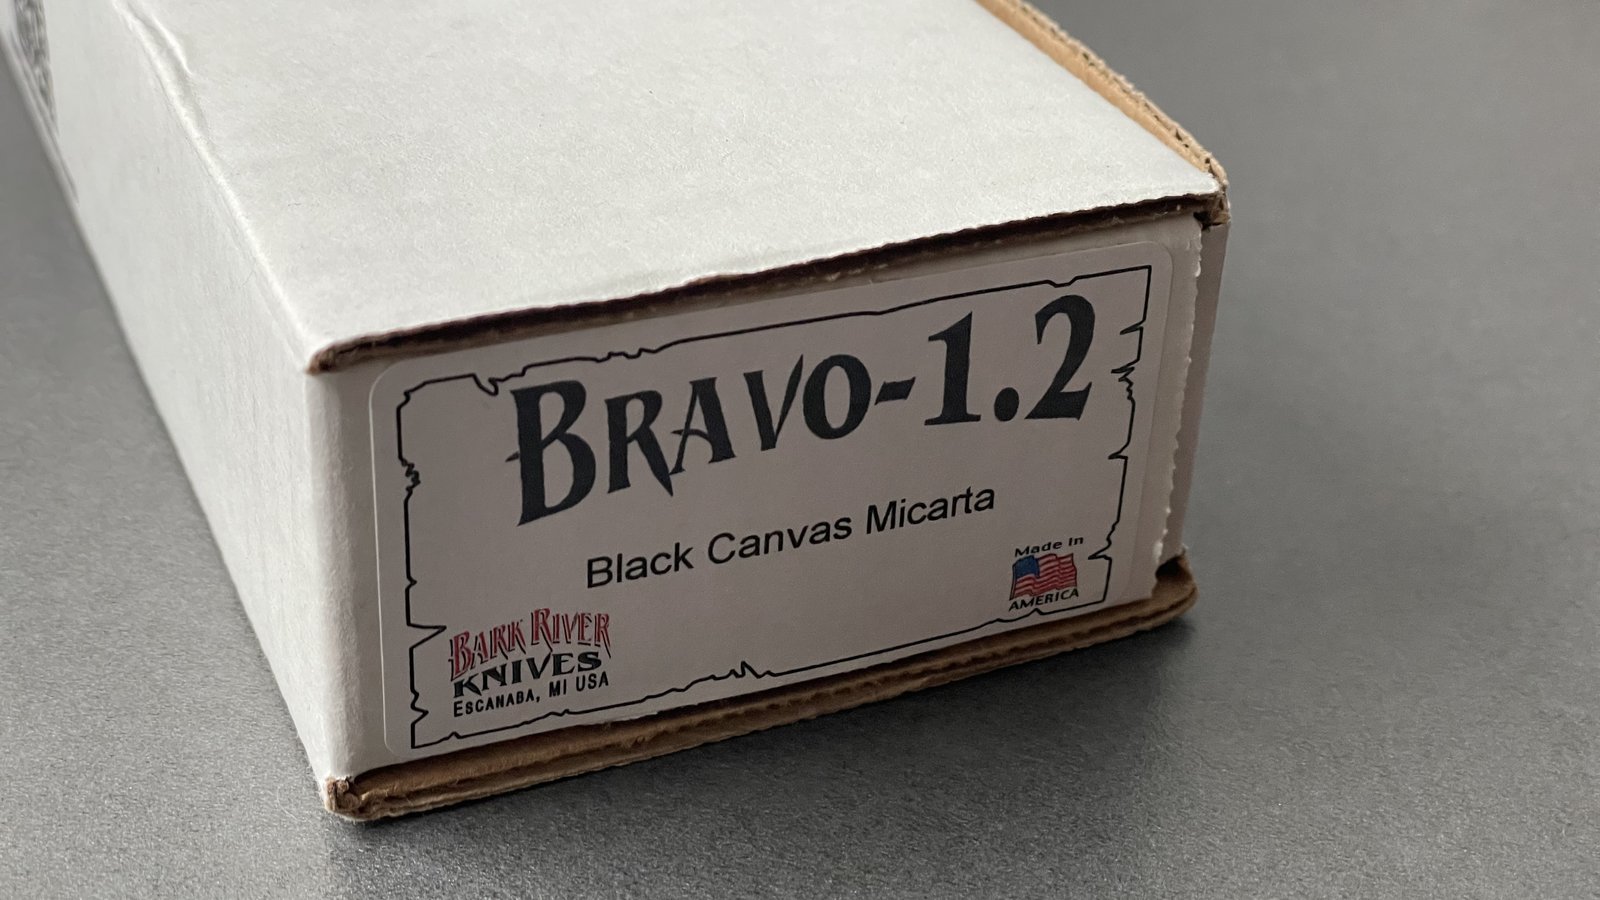 BRAVO-1.2
Black Canvas Micarta
Made In
AMERICA
BARK RIVER
KNIVES
ESCANABA, MI USA